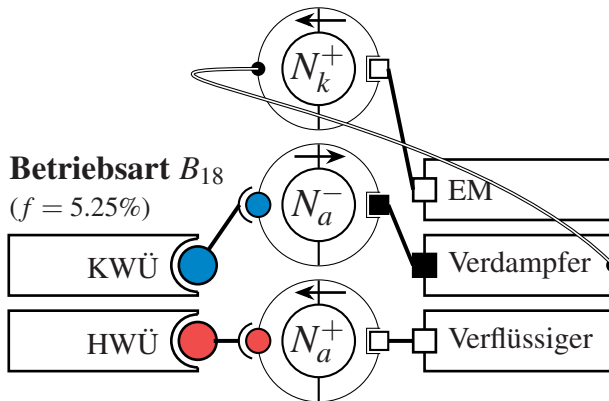 N_k^+
Betriebsart B_18
(f = 5.25%)
N_a^-
EM
KWÜ
Verdampfer
HWÜ
N_a^+
Verflüssiger